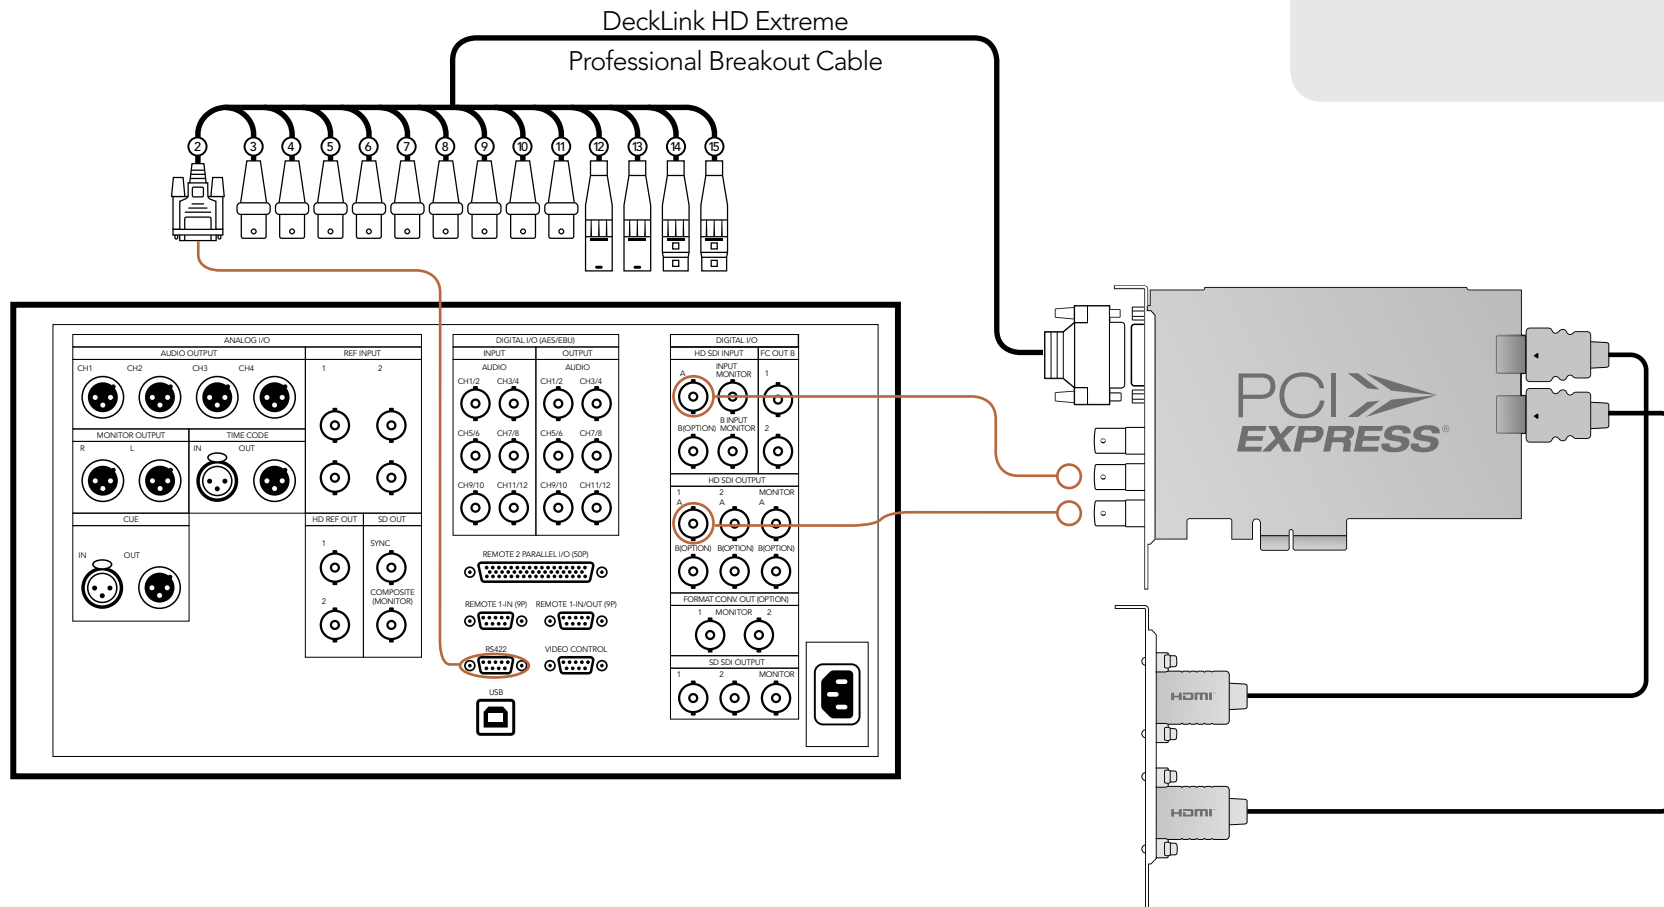 DeckLink HD Extreme
Professional Breakout Cable
2 3 4 5 6 7 8 9 10 11 12 13 14 15
ANALOG I/O
AUDIO OUTPUT
REF INPUT
CH1 CH2 CH3 CH4
1 2
MONITOR OUTPUT
TIME CODE
R L
IN OUT
CUE
IN OUT
HD REF OUT
SD OUT
1
SYNC
2
COMPOSITE
(MONITOR)
DIGITAL I/O (AES/EBU)
INPUT OUTPUT
AUDIO AUDIO
CH1/2 CH3/4 CH1/2 CH3/4
CH5/6 CH7/8 CH5/6 CH7/8
CH9/10 CH11/12 CH9/10 CH11/12
REMOTE 2 PARALLEL I/O (50P)
REMOTE 1-IN (9P) REMOTE 1-IN/OUT (9P)
RS422 VIDEO CONTROL
USB
DIGITAL I/O
HD SDI INPUT FC OUT B
A
INPUT
MONITOR
1
B(OPTION)
B INPUT
MONITOR
2
HD SDI OUTPUT
1 2 MONITOR
A A A
B(OPTION) B(OPTION) B(OPTION)
FORMAT CONV. OUT (OPTION)
1 MONITOR 2
SD SDI OUTPUT
1 2 MONITOR
PCI
EXPRESS®
HDMI
HDMI